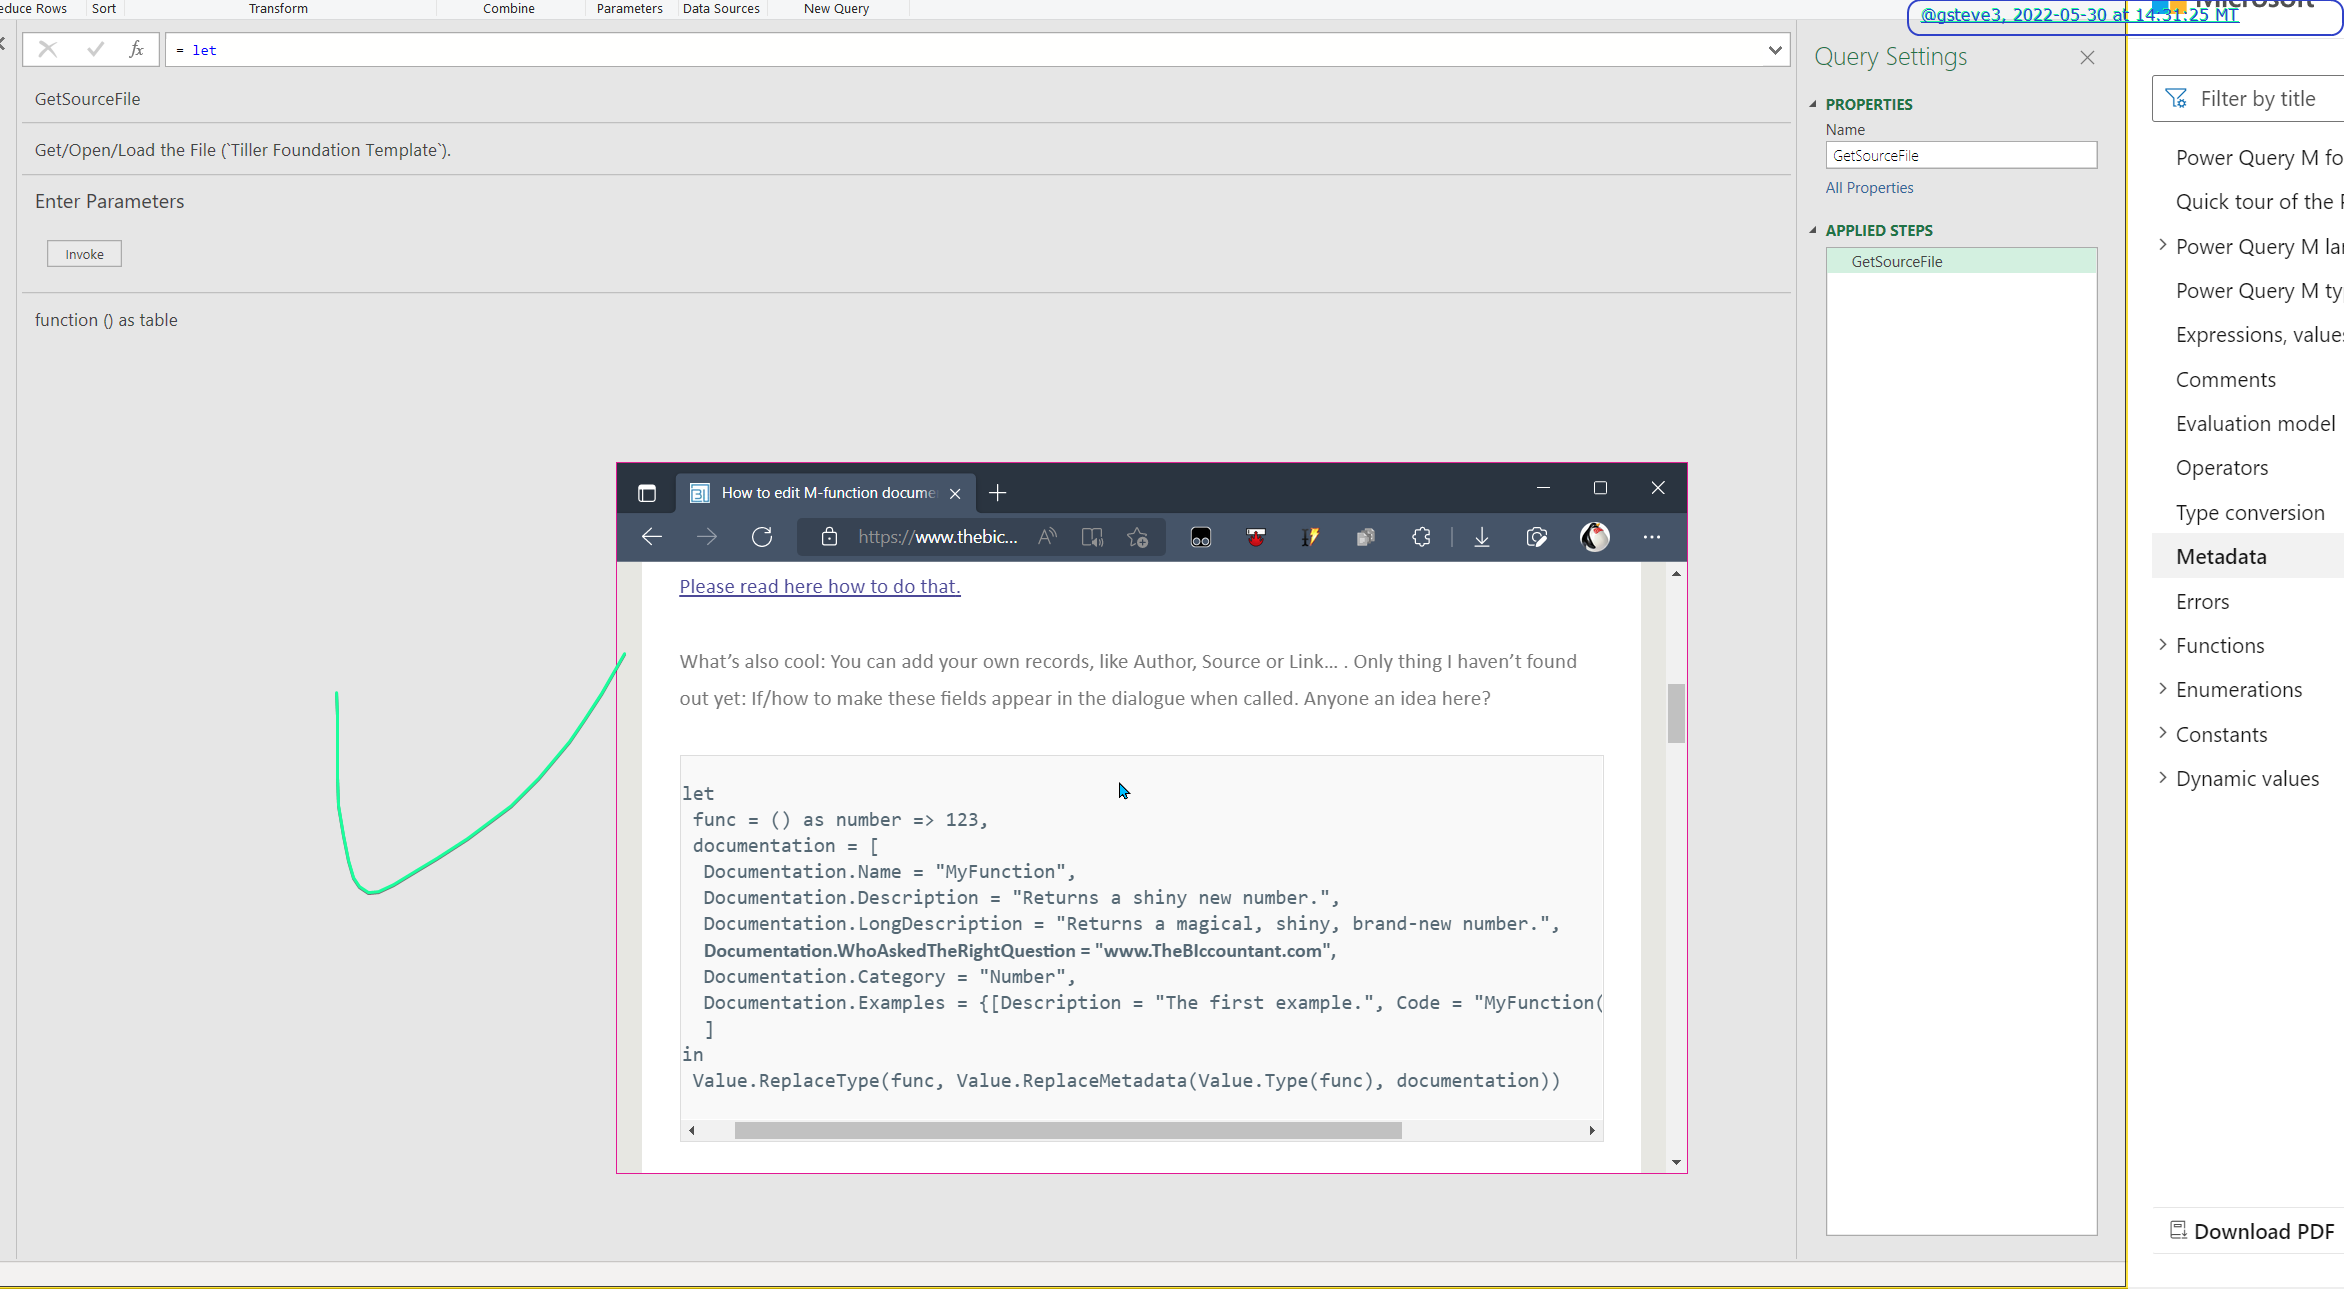 educe Rows Sort Transform Combine Parameters Data Sources New Query
@gsteve3, 2022-05-30 at 14:31:25 MT
fx = let
GetSourceFile
Get/Open/Load the File (`Tiller Foundation Template`).
Enter Parameters
Invoke
function () as table
How to edit M-function docume
https://www.thebic...
Please read here how to do that.
What’s also cool: You can add your own records, like Author, Source or Link... . Only thing I haven’t found
out yet: If/how to make these fields appear in the dialogue when called. Anyone an idea here?
let
func = () as number => 123,
documentation = [
Documentation.Name = "MyFunction",
Documentation.Description = "Returns a shiny new number.",
Documentation.LongDescription = "Returns a magical, shiny, brand-new number.",
Documentation.WhoAskedTheRightQuestion = "www.TheBIccountant.com",
Documentation.Category = "Number",
Documentation.Examples = {[Description = "The first example.", Code = "MyFunction(
]
in
Value.ReplaceType(func, Value.ReplaceMetadata(Value.Type(func), documentation))
Query Settings
PROPERTIES
Name
GetSourceFile
All Properties
APPLIED STEPS
GetSourceFile
Microsoft
Filter by title
Power Query M fo
Quick tour of the P
Power Query M la
Power Query M ty
Expressions, value
Comments
Evaluation model
Operators
Type conversion
Metadata
Errors
Functions
Enumerations
Constants
Dynamic values
Download PDF